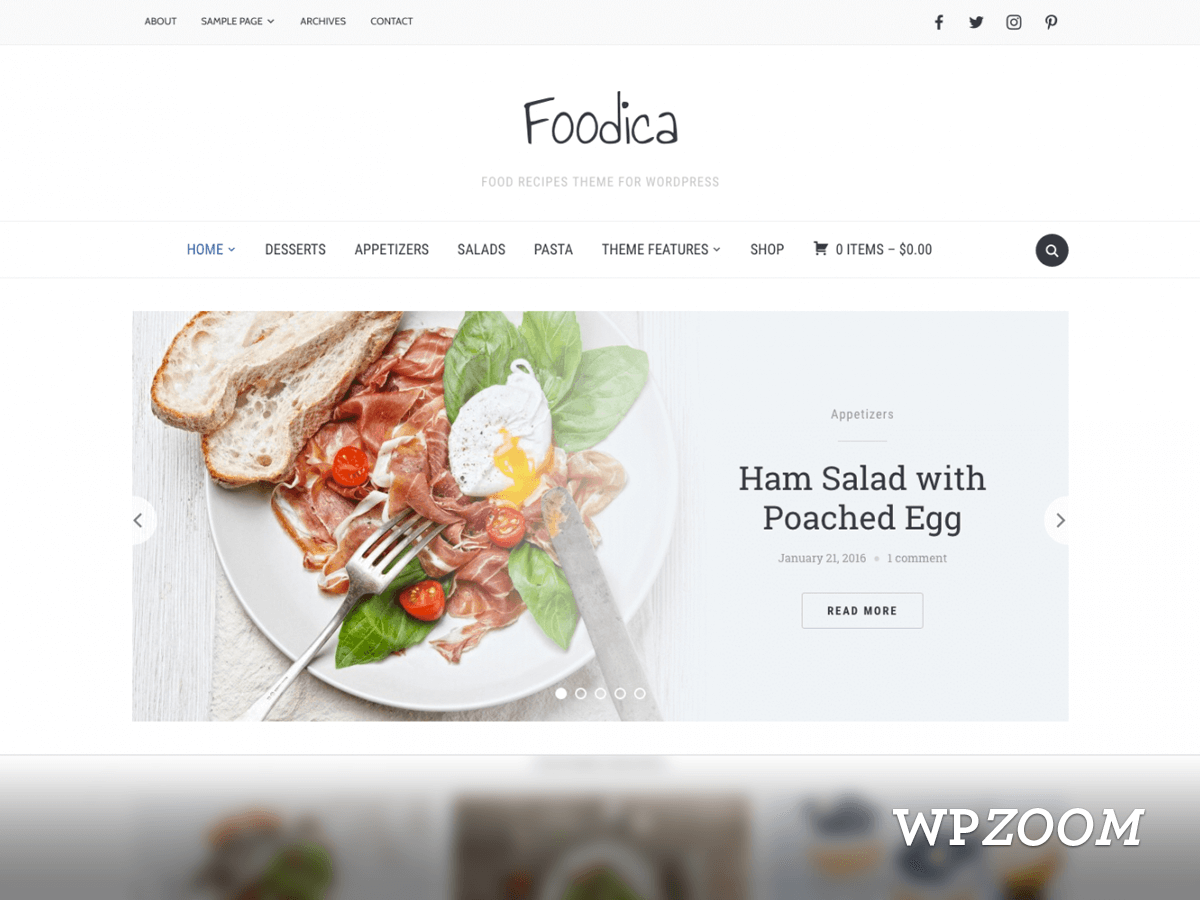 ABOUT SAMPLE PAGE ARCHIVES CONTACT
Foodica
FOOD RECIPES THEME FOR WORDPRESS
HOME DESSERTS APPETIZERS SALADS PASTA THEME FEATURES SHOP 0 ITEMS – $0.00
Appetizers
Ham Salad with
Poached Egg
January 21, 2016 • 1 comment
READ MORE
WPZOOM